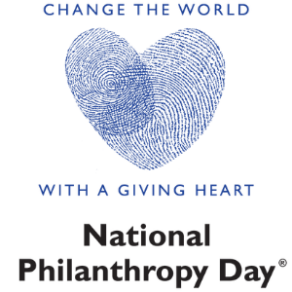 CHANGE THE WORLD
WITH A GIVING HEART
National
Philanthropy Day®